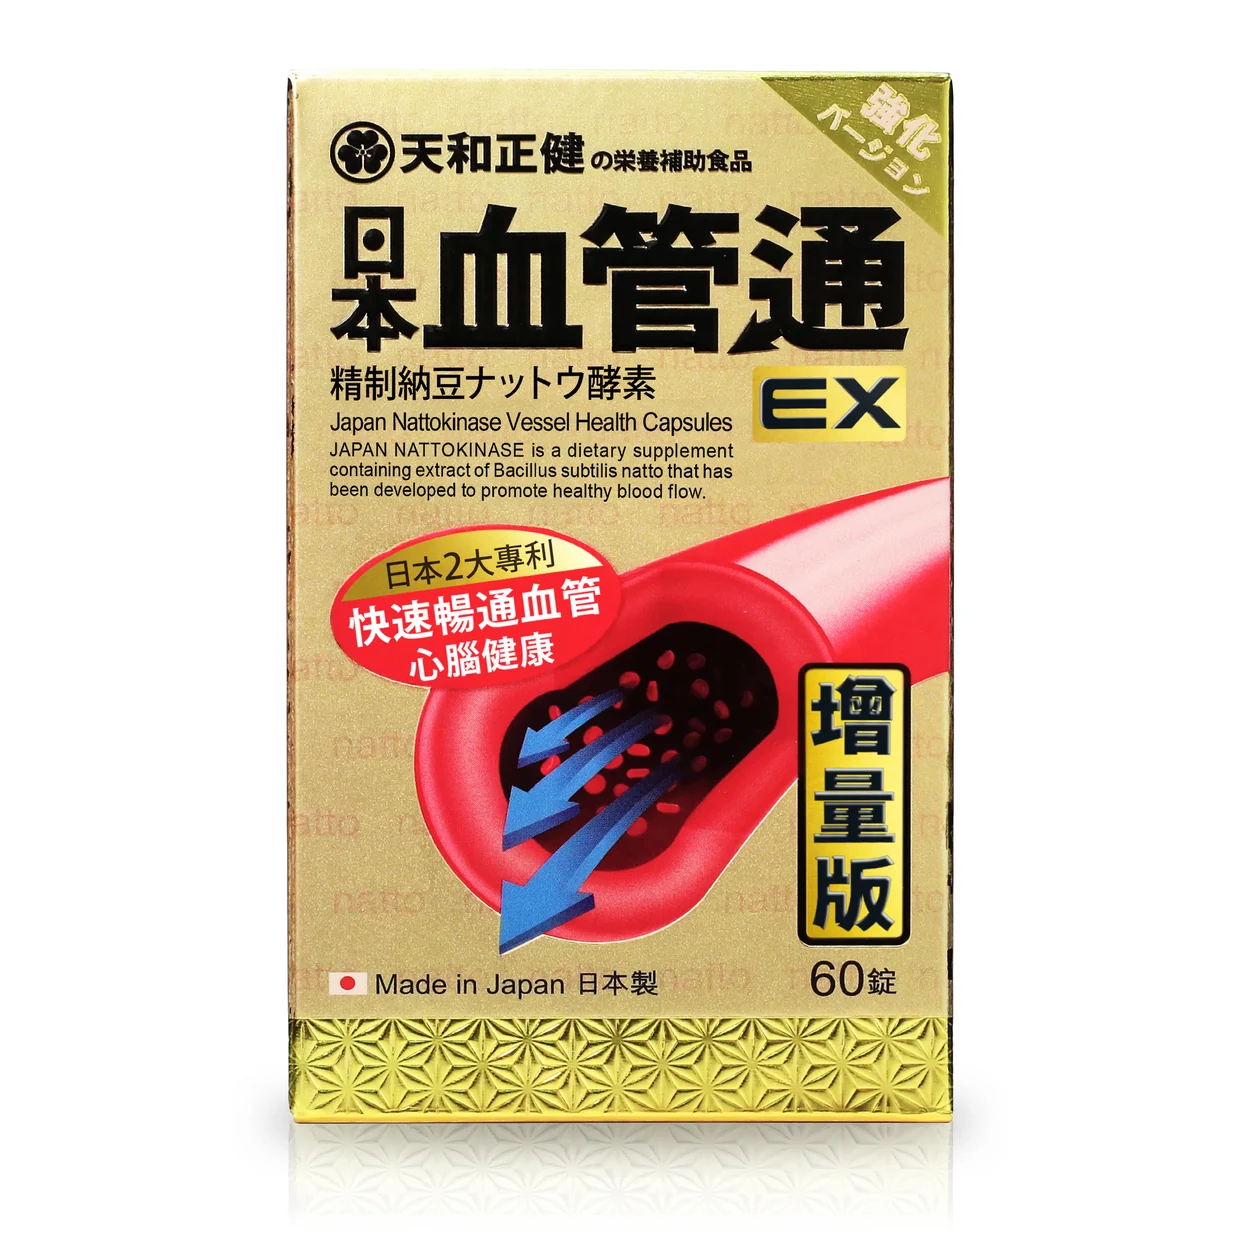 天和正健の栄養補助食品
強化
バージョン
日本血管通
精制納豆ナットウ酵素
EX
Japan Nattokinase Vessel Health Capsules
JAPAN NATTOKINASE is a dietary supplement
containing extract of Bacillus subtilis natto that has
been developed to promote healthy blood flow.
日本2大專利
快速暢通血管
心腦健康
增量版
Made in Japan 日本製
60錠
natto natto natto natto